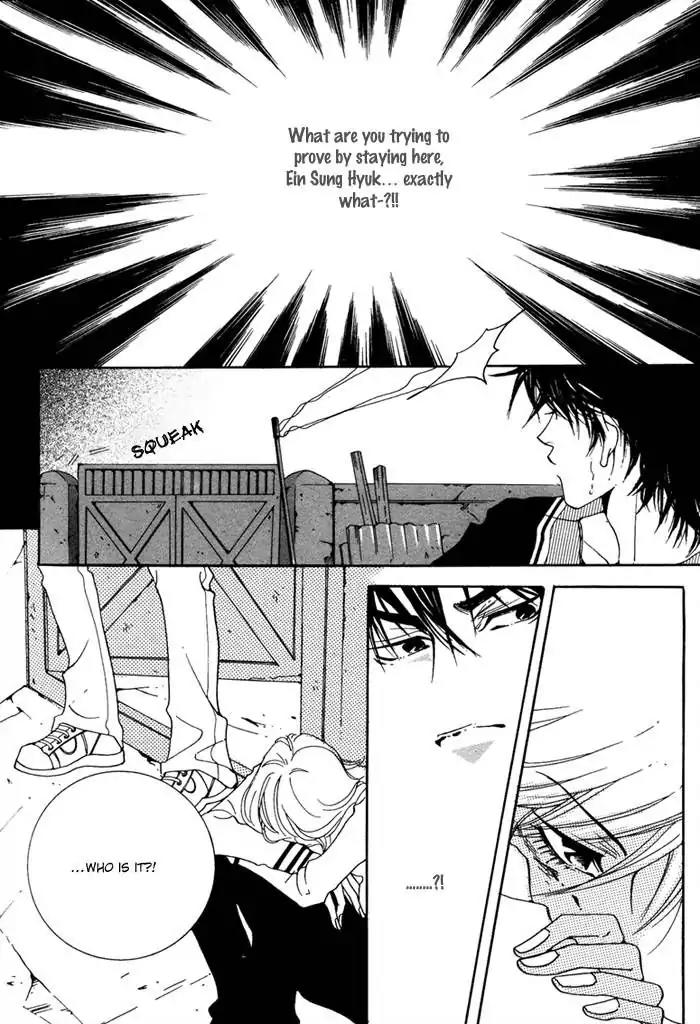 What are you trying to
prove by staying here,
Ein Sung Hyuk... exactly
what-?!!
SQUEAK
...WHO IS IT?!
........?!